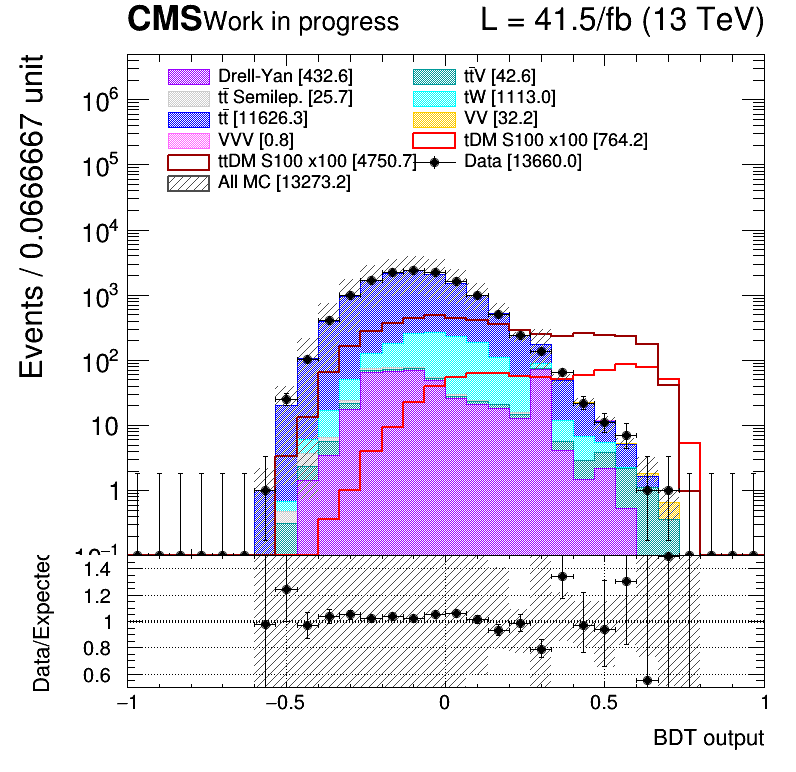 CMS Work in progress L = 41.5/fb (13 TeV)
Drell-Yan [432.6] tt̄V [42.6]
tt̄ Semilep. [25.7] tW [1113.0]
tt̄ [11626.3] VV [32.2]
VVV [0.8] tDM S100 x100 [764.2]
ttDM S100 x100 [4750.7] Data [13660.0]
All MC [13273.2]
Events / 0.0666667 unit
10⁶
10⁵
10⁴
10³
10²
10
1
10⁻¹
Data/Expected
1.4
1.2
1
0.8
0.6
−1 −0.5 0 0.5 1
BDT output